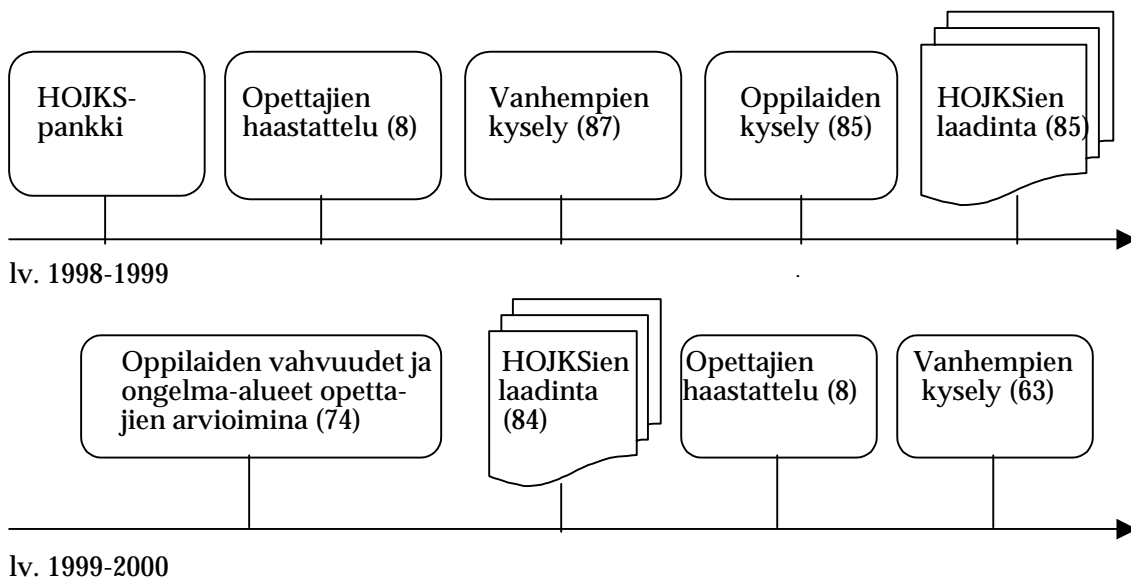 HOJKS-
pankki
Opettajien
haastattelu (8)
Vanhempien
kysely (87)
Oppilaiden
kysely (85)
HOJKSien
laadinta (85)
lv. 1998-1999
Oppilaiden vahvuudet ja
ongelma-alueet opetta-
jien arvioimina (74)
HOJKSien
laadinta
(84)
Opettajien
haastattelu (8)
Vanhempien
kysely (63)
lv. 1999-2000